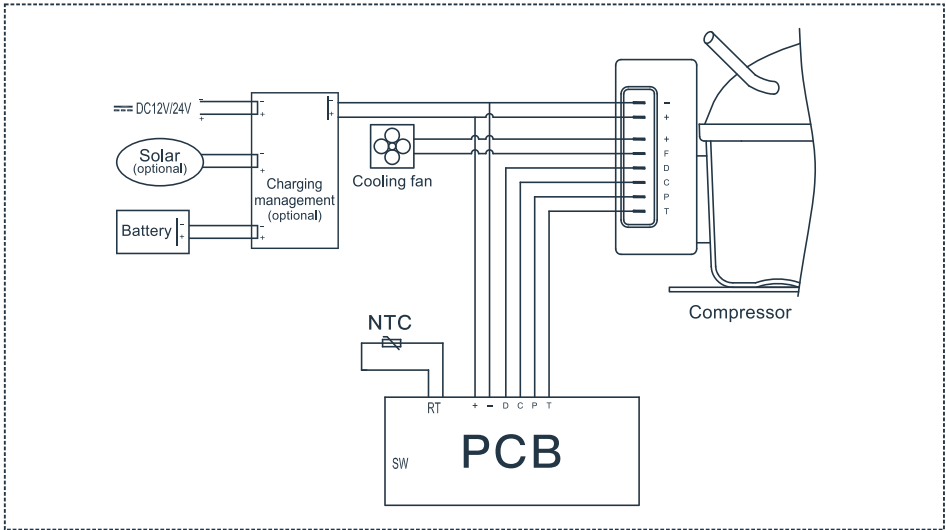 DC12V/24V
-
+
Solar
(optional)
-
+
Battery
-
+
-
+
-
+
Charging
management
(optional)
-
+
Cooling fan
-
+
+
F
D
C
P
T
Compressor
NTC
RT + - D C P T
SW
PCB